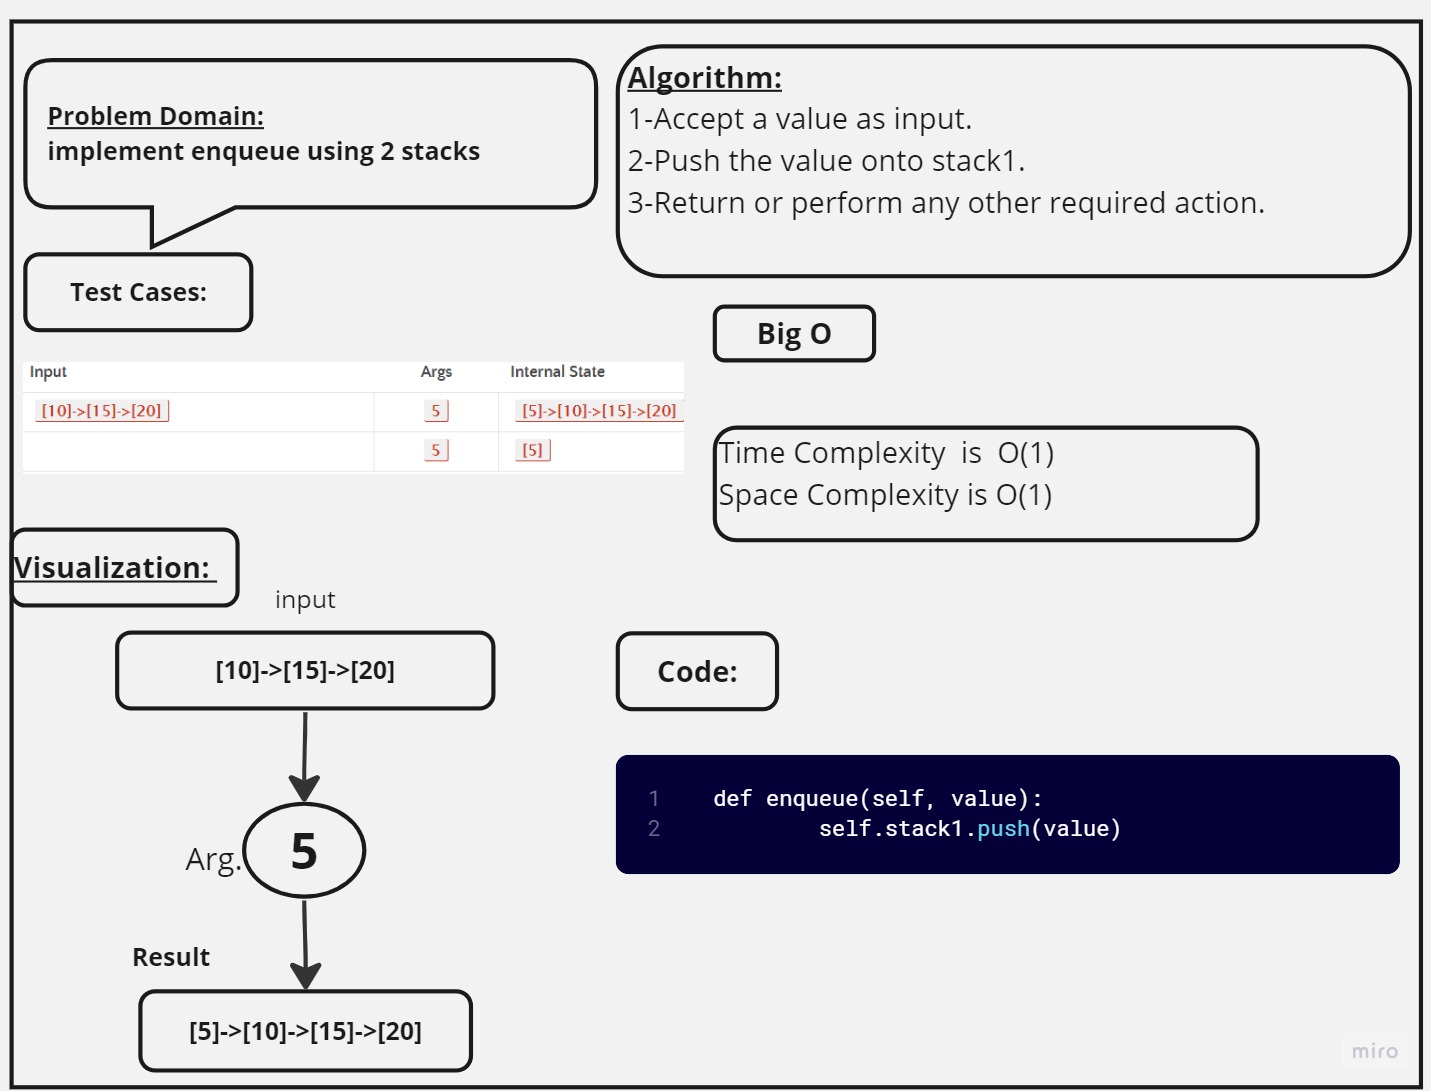 Problem Domain:
implement enqueue using 2 stacks
Algorithm:
1-Accept a value as input.
2-Push the value onto stack1.
3-Return or perform any other required action.
Test Cases:
Big O
Input Args Internal State
[10]->[15]->[20] 5 [5]->[10]->[15]->[20]
5 [5]
Time Complexity is O(1)
Space Complexity is O(1)
Visualization:
input
[10]->[15]->[20]
Arg.
5
Result
[5]->[10]->[15]->[20]
Code:
1 def enqueue(self, value):
2 self.stack1.push(value)
miro